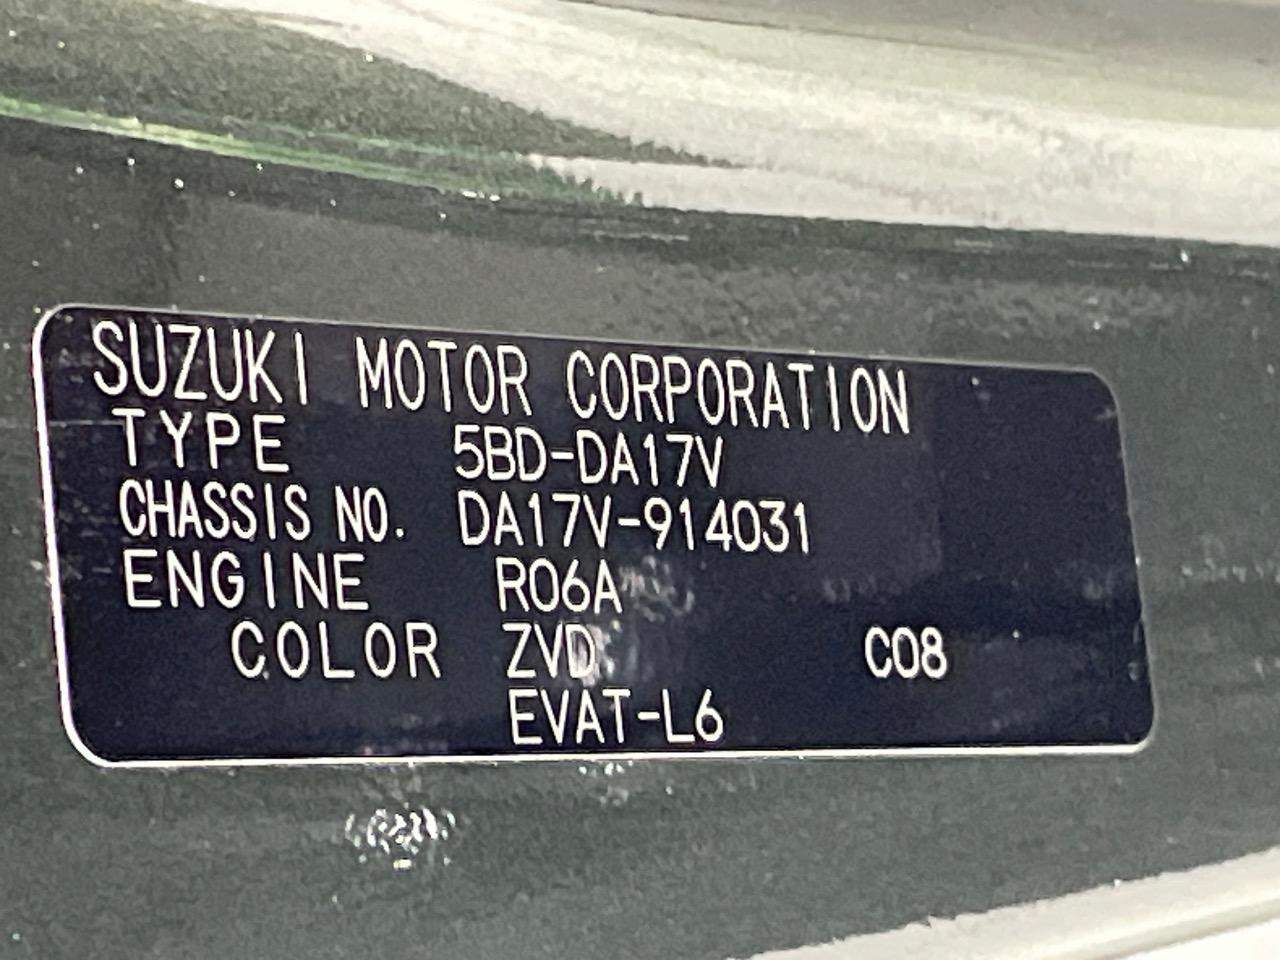 SUZUKI MOTOR CORPORATION
TYPE 5BD-DA17V
CHASSIS NO. DA17V-914031
ENGINE R06A
COLOR ZVD C08
EVAT-L6